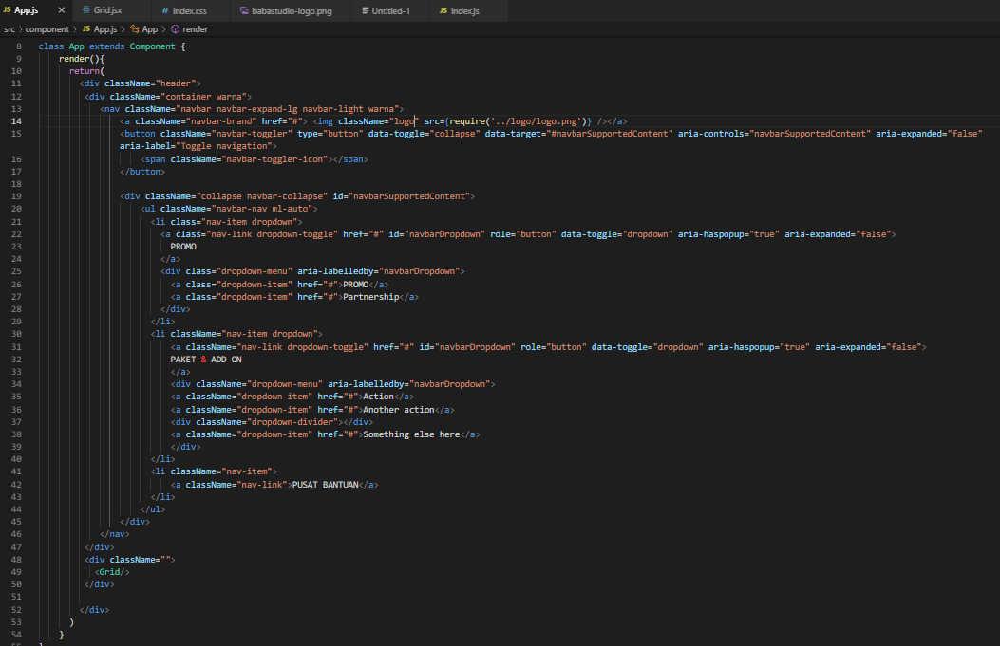 JS App.js × Grid.jsx # index.css babastudio-logo.png Untitled-1 JS index.js
src > component > JS App.js > App > render
8 class App extends Component {
9 render(){
10 return(
11 <div className="header">
12 <div className="container warna">
13 <nav className="navbar navbar-expand-lg navbar-light warna">
14 <a className="navbar-brand" href="#"> <img className="logo" src={require('../logo/logo.png')} /></a>
15 <button className="navbar-toggler" type="button" data-toggle="collapse" data-target="#navbarSupportedContent" aria-controls="navbarSupportedContent" aria-expanded="false"
aria-label="Toggle navigation">
16 <span className="navbar-toggler-icon"></span>
17 </button>
18
19 <div className="collapse navbar-collapse" id="navbarSupportedContent">
20 <ul className="navbar-nav ml-auto">
21 <li class="nav-item dropdown">
22 <a class="nav-link dropdown-toggle" href="#" id="navbarDropdown" role="button" data-toggle="dropdown" aria-haspopup="true" aria-expanded="false">
23 PROMO
24 </a>
25 <div class="dropdown-menu" aria-labelledby="navbarDropdown">
26 <a class="dropdown-item" href="#">PROMO</a>
27 <a class="dropdown-item" href="#">Partnership</a>
28 </div>
29 </li>
30 <li className="nav-item dropdown">
31 <a className="nav-link dropdown-toggle" href="#" id="navbarDropdown" role="button" data-toggle="dropdown" aria-haspopup="true" aria-expanded="false">
32 PAKET & ADD-ON
33 </a>
34 <div className="dropdown-menu" aria-labelledby="navbarDropdown">
35 <a className="dropdown-item" href="#">Action</a>
36 <a className="dropdown-item" href="#">Another action</a>
37 <div className="dropdown-divider"></div>
38 <a className="dropdown-item" href="#">Something else here</a>
39 </div>
40 </li>
41 <li className="nav-item">
42 <a className="nav-link">PUSAT BANTUAN</a>
43 </li>
44 </ul>
45 </div>
46 </nav>
47 </div>
48 <div className="">
49 <Grid/>
50 </div>
51
52 </div>
53 )
54 }